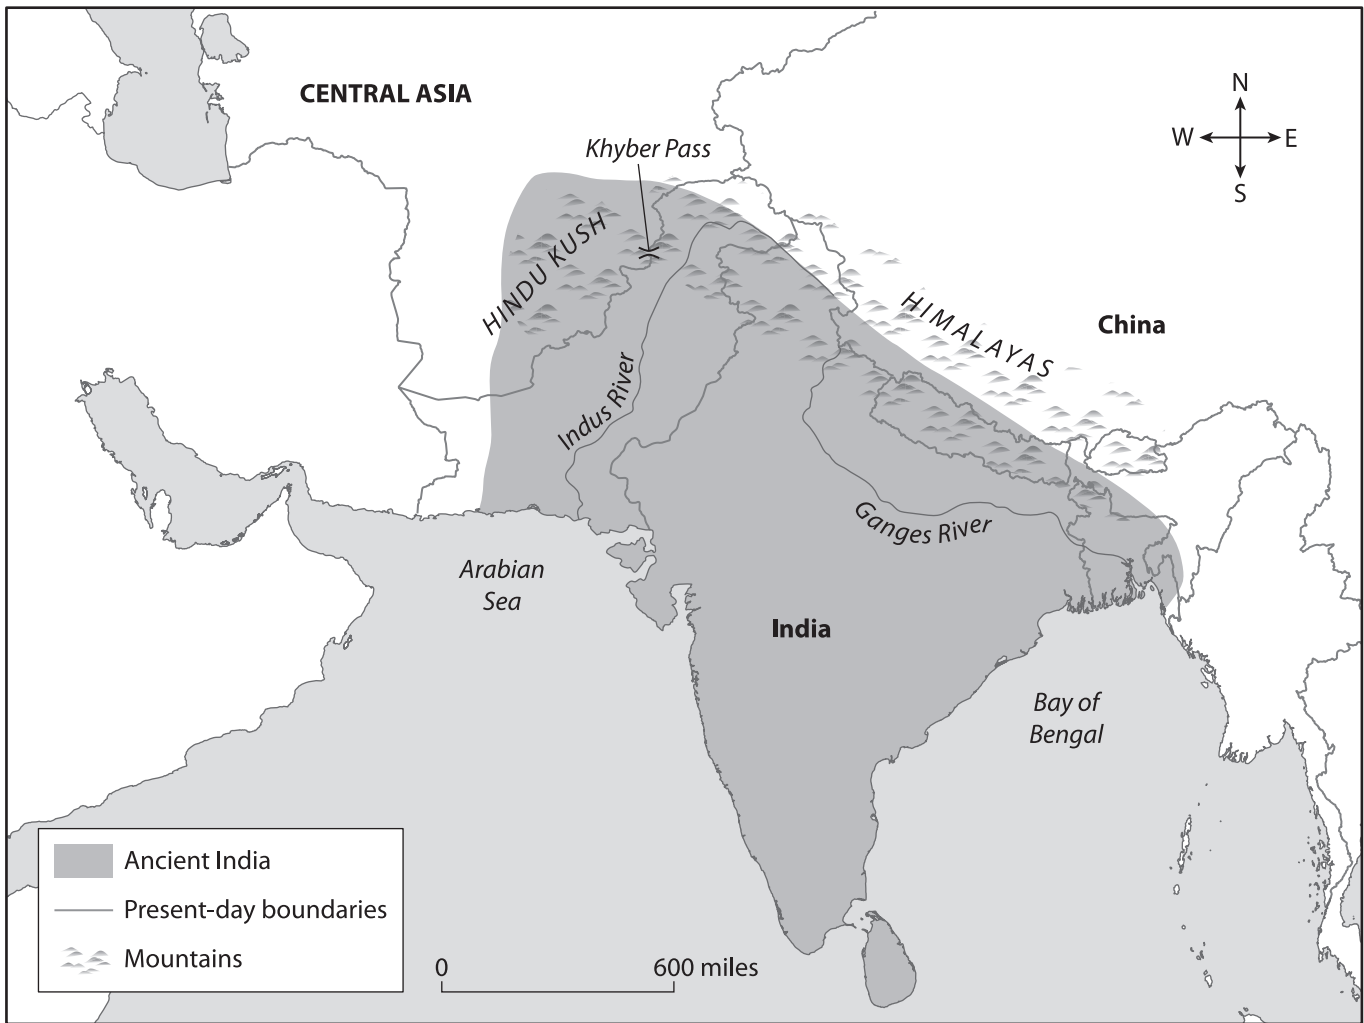 CENTRAL ASIA
N
W E
S
Khyber Pass
HINDU KUSH
HIMALAYAS
China
Indus River
Ganges River
Arabian
Sea
India
Bay of
Bengal
Ancient India
Present-day boundaries
Mountains
0 600 miles